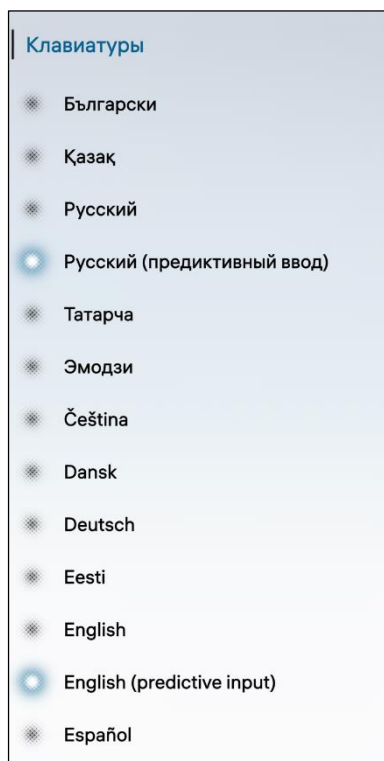 Клавиатуры
Български
Қазақ
Русский
Русский (предиктивный ввод)
Татарча
Эмодзи
Čeština
Dansk
Deutsch
Eesti
English
English (predictive input)
Español